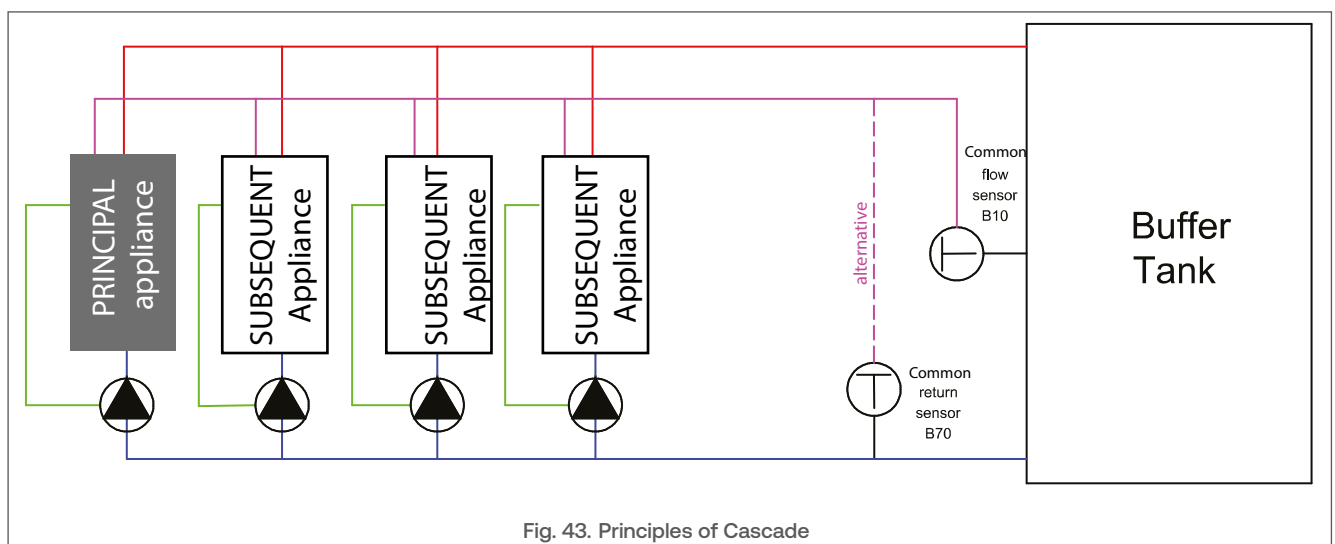 PRINCIPAL
appliance
SUBSEQUENT
Appliance
SUBSEQUENT
Appliance
SUBSEQUENT
Appliance
alternative
Common
flow
sensor
B10
Common
return
sensor
B70
Buffer
Tank
Fig. 43. Principles of Cascade